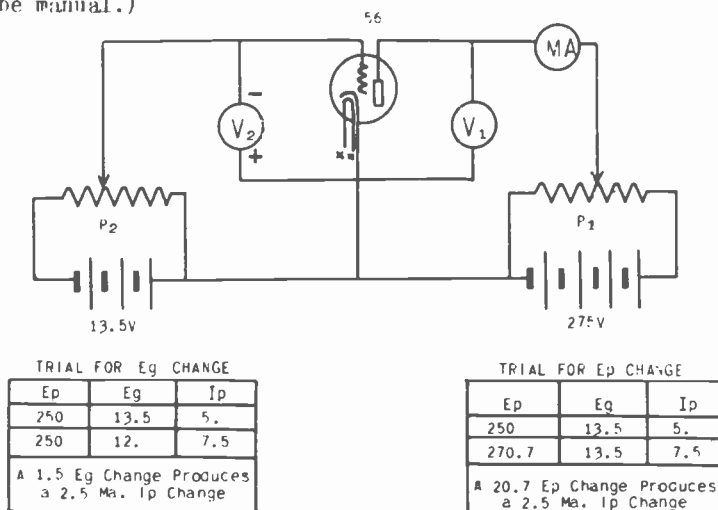 be manual.)
56
MA
V2
−
+
V1
xx
P2
P1
13.5V
275V
TRIAL FOR Eg CHANGE
Ep Eg Ip
250 13.5 5.
250 12. 7.5
A 1.5 Eg Change Produces
a 2.5 Ma. Ip Change
TRIAL FOR Ep CHANGE
Ep Eg Ip
250 13.5 5.
270.7 13.5 7.5
A 20.7 Ep Change Produces
a 2.5 Ma. Ip Change